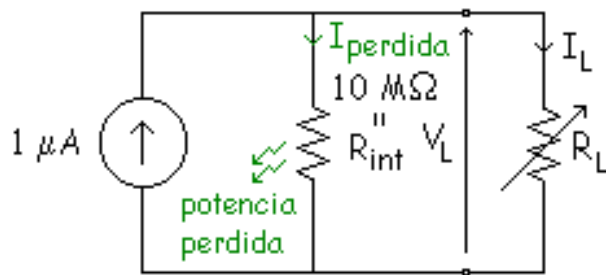 I perdida
I L
10 MΩ
1 μA
"
R int
V L
R L
potencia
perdida